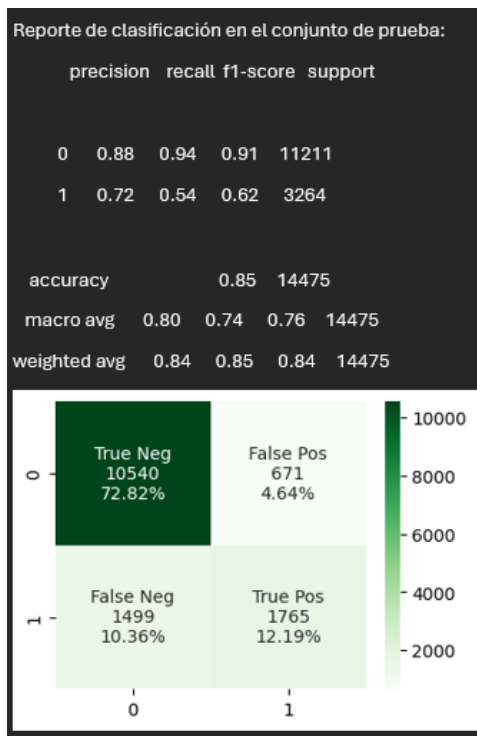 Reporte de clasificación en el conjunto de prueba:
precision recall f1-score support
0 0.88 0.94 0.91 11211
1 0.72 0.54 0.62 3264
accuracy 0.85 14475
macro avg 0.80 0.74 0.76 14475
weighted avg 0.84 0.85 0.84 14475
True Neg
10540
72.82%
False Pos
671
4.64%
False Neg
1499
10.36%
True Pos
1765
12.19%
0
1
0
1
10000
8000
6000
4000
2000